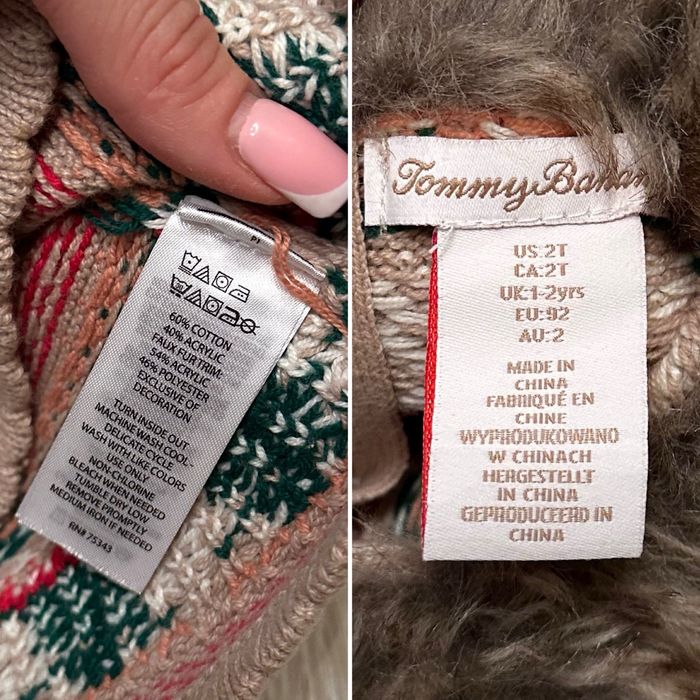 PI
60% COTTON
40% ACRYLIC
FAUX FUR TRIM:
54% ACRYLIC
46% POLYESTER
EXCLUSIVE OF
DECORATION
TURN INSIDE OUT
MACHINE WASH COOL-
DELICATE CYCLE
WASH WITH LIKE COLORS
USE ONLY
NON-CHLORINE
BLEACH WHEN NEEDED
TUMBLE DRY LOW
REMOVE PROMPTLY
MEDIUM IRON IF NEEDED
RN# 75343
Tommy Baham
US:2T
CA:2T
UK:1-2yrs
EU:92
AU:2
MADE IN
CHINA
FABRIQUÉ EN
CHINE
WYPRODUKOWANO
W CHINACH
HERGESTELLT
IN CHINA
GEPRODUCEERD IN
CHINA